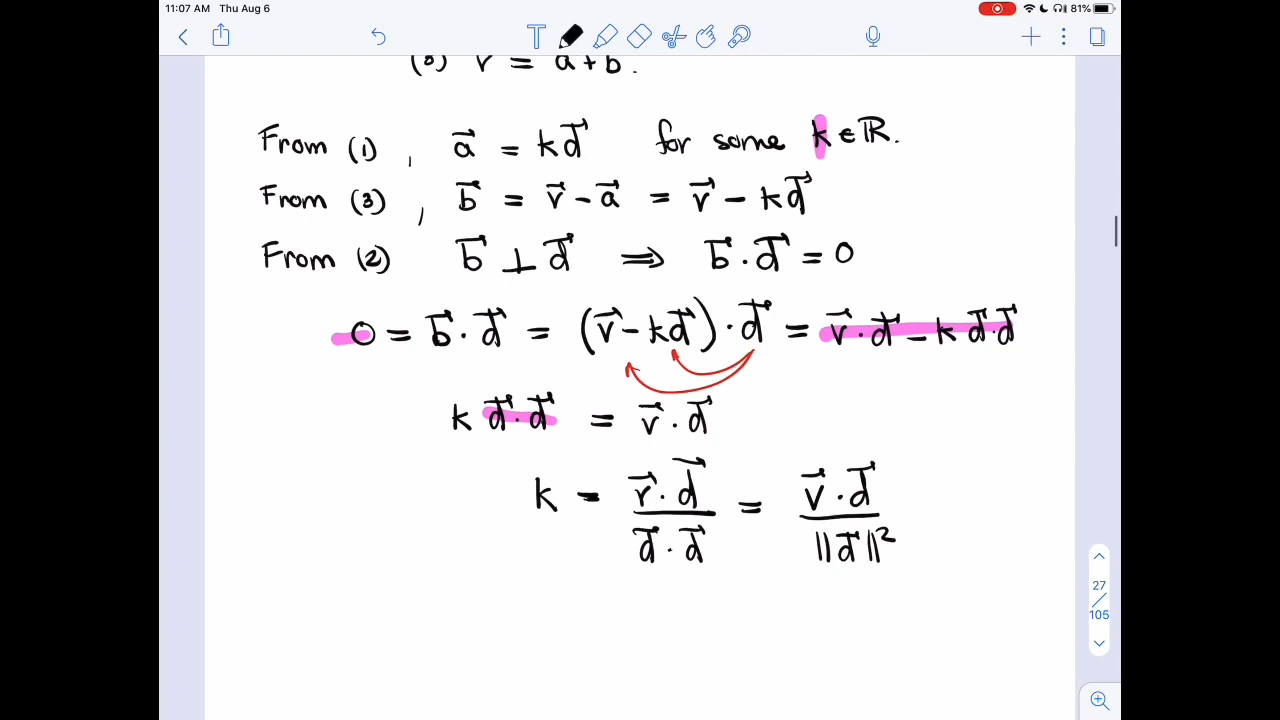 11:07 AM Thu Aug 6 81%
(3) v⃗ = a⃗ + b⃗.
From (1), a⃗ = kd⃗ for some k ∈ ℝ.
From (3), b⃗ = v⃗ - a⃗ = v⃗ - kd⃗
From (2) b⃗ ⊥ d⃗ ⟹ b⃗ · d⃗ = 0
0 = b⃗ · d⃗ = (v⃗ - kd⃗) · d⃗ = v⃗ · d⃗ - k d⃗ · d⃗
k d⃗ · d⃗ = v⃗ · d⃗
k = (v⃗ · d⃗)/(d⃗ · d⃗) = (v⃗ · d⃗)/‖d⃗‖²
27/105